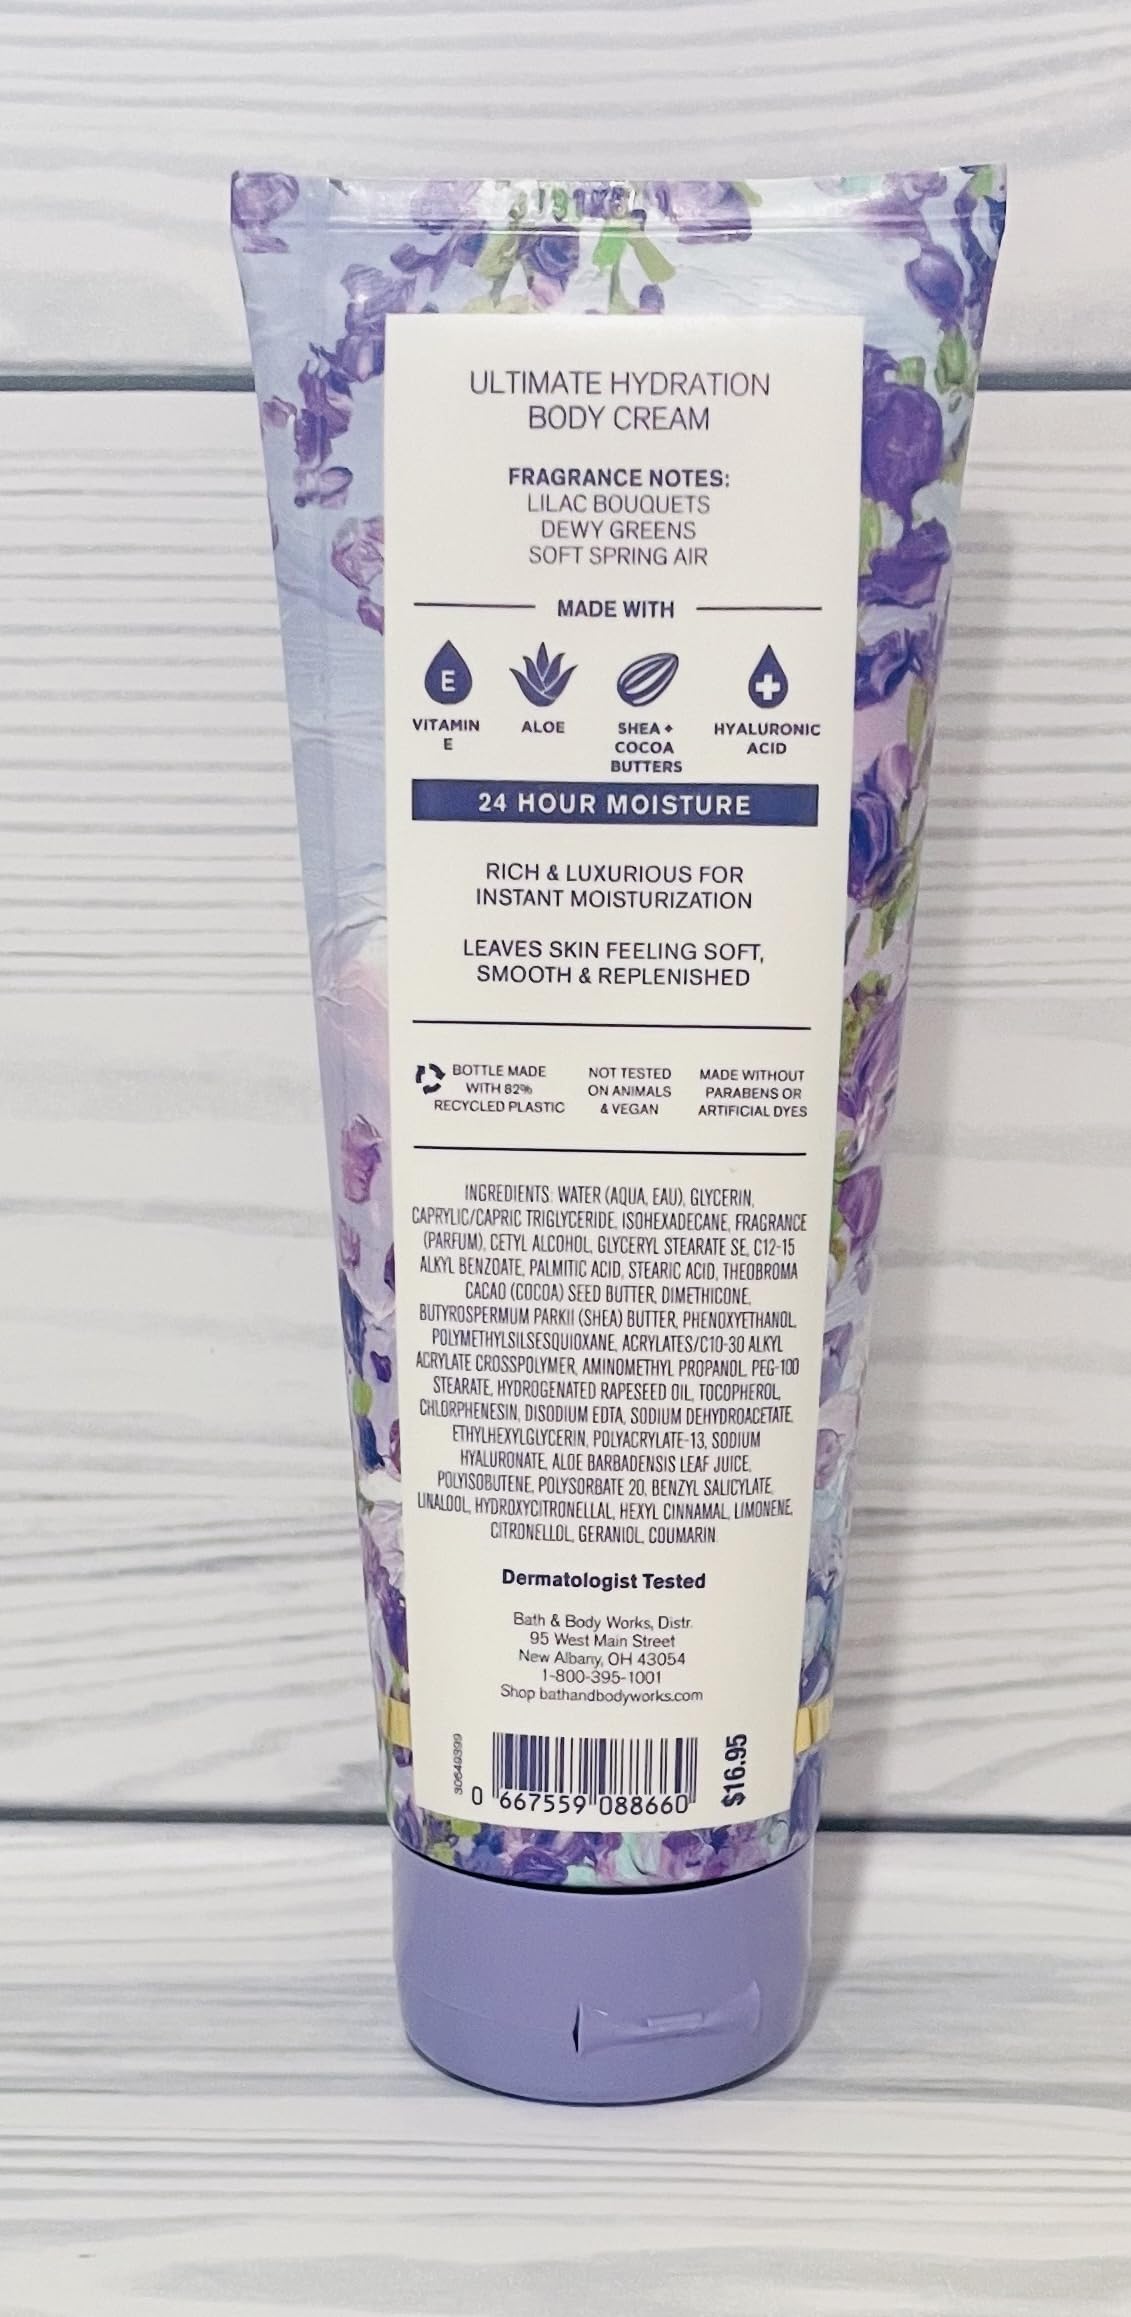 ULTIMATE HYDRATION
BODY CREAM
FRAGRANCE NOTES:
LILAC BOUQUETS
DEWY GREENS
SOFT SPRING AIR
MADE WITH
E
VITAMIN
E
ALOE
SHEA +
COCOA
BUTTERS
HYALURONIC
ACID
24 HOUR MOISTURE
RICH & LUXURIOUS FOR
INSTANT MOISTURIZATION
LEAVES SKIN FEELING SOFT,
SMOOTH & REPLENISHED
BOTTLE MADE
WITH 82%
RECYCLED PLASTIC
NOT TESTED
ON ANIMALS
& VEGAN
MADE WITHOUT
PARABENS OR
ARTIFICIAL DYES
INGREDIENTS: WATER (AQUA, EAU), GLYCERIN,
CAPRYLIC/CAPRIC TRIGLYCERIDE, ISOHEXADECANE, FRAGRANCE
(PARFUM), CETYL ALCOHOL, GLYCERYL STEARATE SE, C12-15
ALKYL BENZOATE, PALMITIC ACID, STEARIC ACID, THEOBROMA
CACAO (COCOA) SEED BUTTER, DIMETHICONE,
BUTYROSPERMUM PARKII (SHEA) BUTTER, PHENOXYETHANOL,
POLYMETHYLSILSESQUIOXANE, ACRYLATES/C10-30 ALKYL
ACRYLATE CROSSPOLYMER, AMINOMETHYL PROPANOL, PEG-100
STEARATE, HYDROGENATED RAPESEED OIL, TOCOPHEROL,
CHLORPHENESIN, DISODIUM EDTA, SODIUM DEHYDROACETATE,
ETHYLHEXYLGLYCERIN, POLYACRYLATE-13, SODIUM
HYALURONATE, ALOE BARBADENSIS LEAF JUICE,
POLYISOBUTENE, POLYSORBATE 20, BENZYL SALICYLATE,
LINALOOL, HYDROXYCITRONELLAL, HEXYL CINNAMAL, LIMONENE,
CITRONELLOL, GERANIOL, COUMARIN.
Dermatologist Tested
Bath & Body Works, Distr.
95 West Main Street
New Albany, OH 43054
1-800-395-1001
Shop bathandbodyworks.com
30649399
0 667559 088660
$16.95